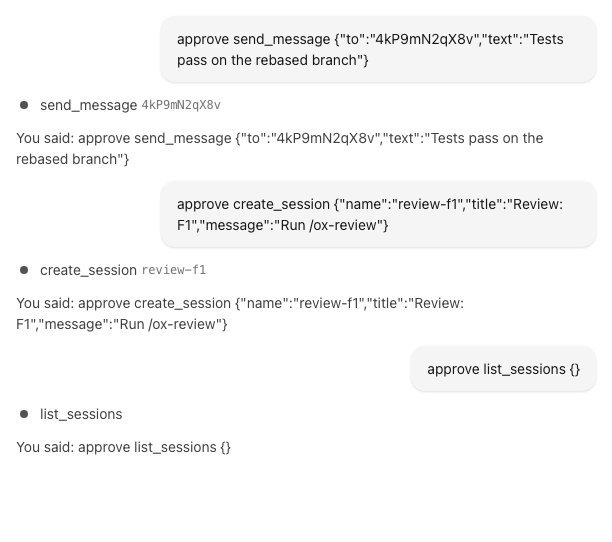 approve send_message {"to":"4kP9mN2qX8v","text":"Tests
pass on the rebased branch"}
send_message 4kP9mN2qX8v
You said: approve send_message {"to":"4kP9mN2qX8v","text":"Tests pass on the
rebased branch"}
approve create_session {"name":"review-f1","title":"Review:
F1","message":"Run /ox-review"}
create_session review-f1
You said: approve create_session {"name":"review-f1","title":"Review:
F1","message":"Run /ox-review"}
approve list_sessions {}
list_sessions
You said: approve list_sessions {}